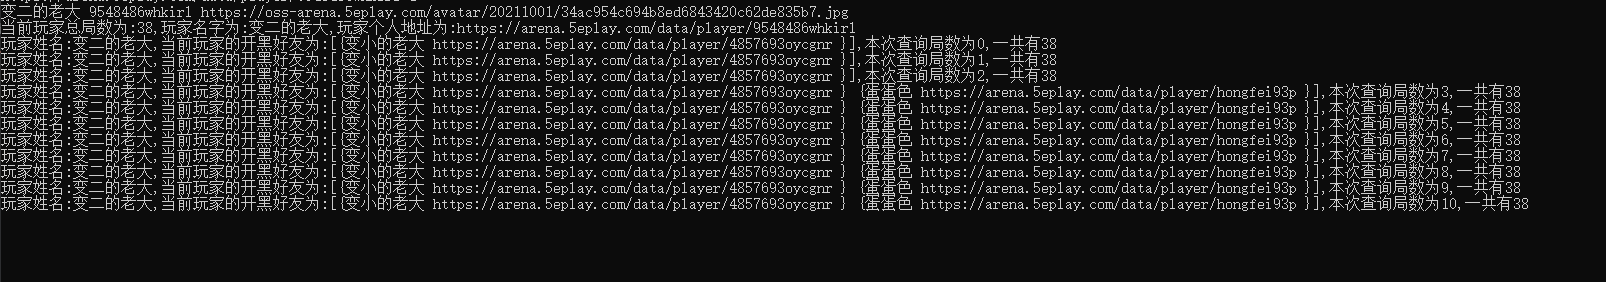 变二的老大 9548486whkir1 https://oss-arena.5eplay.com/avatar/20211001/34ac954c694b8ed6843420c62de835b7.jpg
当前玩家总局数为:38,玩家名字为:变二的老大,玩家个人地址为:https://arena.5eplay.com/data/player/9548486whkir1
玩家姓名:变二的老大,当前玩家的开黑好友为:[{变小的老大 https://arena.5eplay.com/data/player/4857693oycgnr }],本次查询局数为0,一共有38
玩家姓名:变二的老大,当前玩家的开黑好友为:[{变小的老大 https://arena.5eplay.com/data/player/4857693oycgnr }],本次查询局数为1,一共有38
玩家姓名:变二的老大,当前玩家的开黑好友为:[{变小的老大 https://arena.5eplay.com/data/player/4857693oycgnr }],本次查询局数为2,一共有38
玩家姓名:变二的老大,当前玩家的开黑好友为:[{变小的老大 https://arena.5eplay.com/data/player/4857693oycgnr } {蛋蛋色 https://arena.5eplay.com/data/player/hongfei93p }],本次查询局数为3,一共有38
玩家姓名:变二的老大,当前玩家的开黑好友为:[{变小的老大 https://arena.5eplay.com/data/player/4857693oycgnr } {蛋蛋色 https://arena.5eplay.com/data/player/hongfei93p }],本次查询局数为4,一共有38
玩家姓名:变二的老大,当前玩家的开黑好友为:[{变小的老大 https://arena.5eplay.com/data/player/4857693oycgnr } {蛋蛋色 https://arena.5eplay.com/data/player/hongfei93p }],本次查询局数为5,一共有38
玩家姓名:变二的老大,当前玩家的开黑好友为:[{变小的老大 https://arena.5eplay.com/data/player/4857693oycgnr } {蛋蛋色 https://arena.5eplay.com/data/player/hongfei93p }],本次查询局数为6,一共有38
玩家姓名:变二的老大,当前玩家的开黑好友为:[{变小的老大 https://arena.5eplay.com/data/player/4857693oycgnr } {蛋蛋色 https://arena.5eplay.com/data/player/hongfei93p }],本次查询局数为7,一共有38
玩家姓名:变二的老大,当前玩家的开黑好友为:[{变小的老大 https://arena.5eplay.com/data/player/4857693oycgnr } {蛋蛋色 https://arena.5eplay.com/data/player/hongfei93p }],本次查询局数为8,一共有38
玩家姓名:变二的老大,当前玩家的开黑好友为:[{变小的老大 https://arena.5eplay.com/data/player/4857693oycgnr } {蛋蛋色 https://arena.5eplay.com/data/player/hongfei93p }],本次查询局数为9,一共有38
玩家姓名:变二的老大,当前玩家的开黑好友为:[{变小的老大 https://arena.5eplay.com/data/player/4857693oycgnr } {蛋蛋色 https://arena.5eplay.com/data/player/hongfei93p }],本次查询局数为10,一共有38